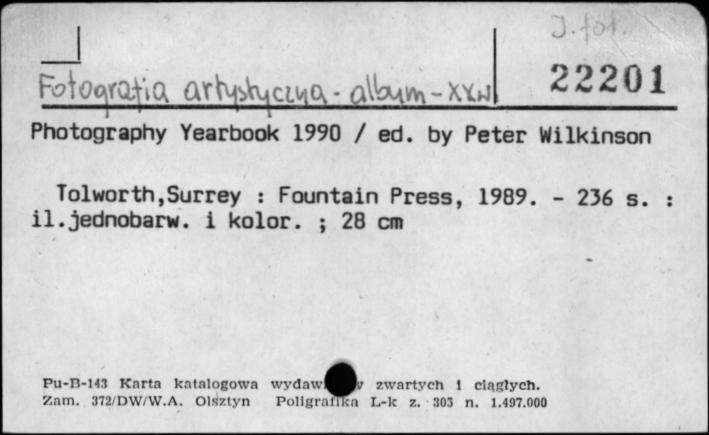 J. fot.
22201
Fotografia artystyczna - album - XXw
Photography Yearbook 1990 / ed. by Peter Wilkinson
Tolworth,Surrey : Fountain Press, 1989. - 236 s. :
il.jednobarw. i kolor. ; 28 cm
Pu-B-143 Karta katalogowa zwartych i ciągłych.
Zam. 372/DW/W.A. Olsztyn Poligrafika L-k z. 305 n. 1.497.000